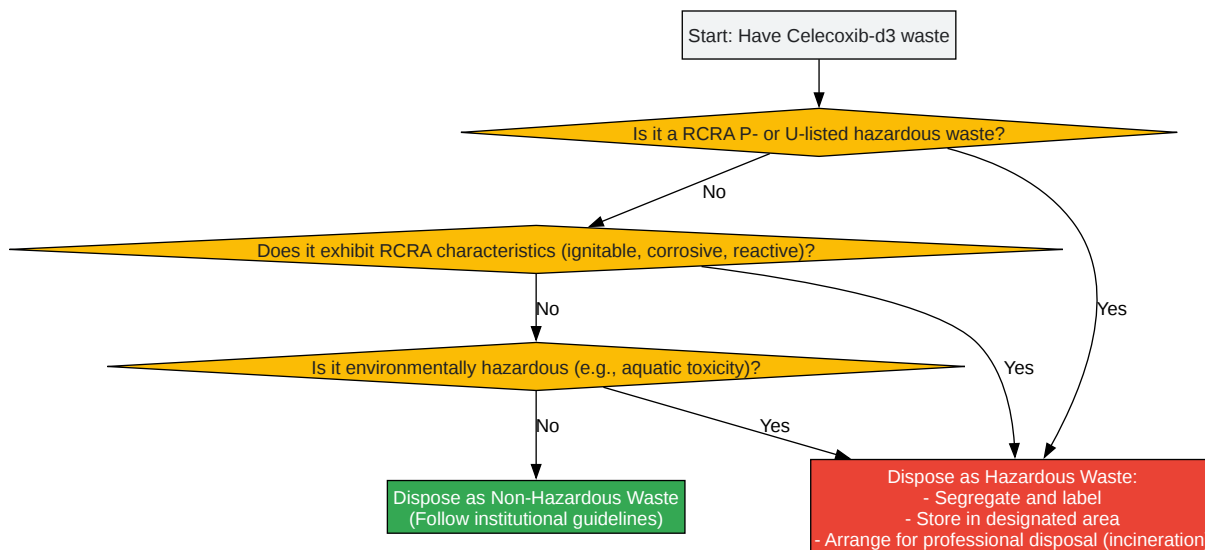 Start: Have Celecoxib-d3 waste
Is it a RCRA P- or U-listed hazardous waste?
No
Yes
Does it exhibit RCRA characteristics (ignitable, corrosive, reactive)?
No
Yes
Is it environmentally hazardous (e.g., aquatic toxicity)?
No
Yes
Dispose as Non-Hazardous Waste
(Follow institutional guidelines)
Dispose as Hazardous Waste:
- Segregate and label
- Store in designated area
- Arrange for professional disposal (incineration